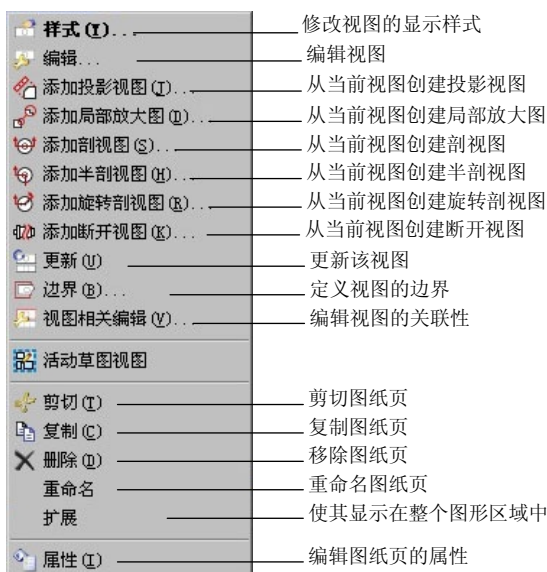 样式(Y)... 修改视图的显示样式
编辑... 编辑视图
添加投影视图(J)... 从当前视图创建投影视图
添加局部放大图(D)... 从当前视图创建局部放大图
添加剖视图(S)... 从当前视图创建剖视图
添加半剖视图(H)... 从当前视图创建半剖视图
添加旋转剖视图(R)... 从当前视图创建旋转剖视图
添加断开视图(K)... 从当前视图创建断开视图
更新(U) 更新该视图
边界(B)... 定义视图的边界
视图相关编辑(V)... 编辑视图的关联性
活动草图视图
剪切(T) 剪切图纸页
复制(C) 复制图纸页
删除(D) 移除图纸页
重命名 重命名图纸页
扩展 使其显示在整个图形区域中
属性(I) 编辑图纸页的属性